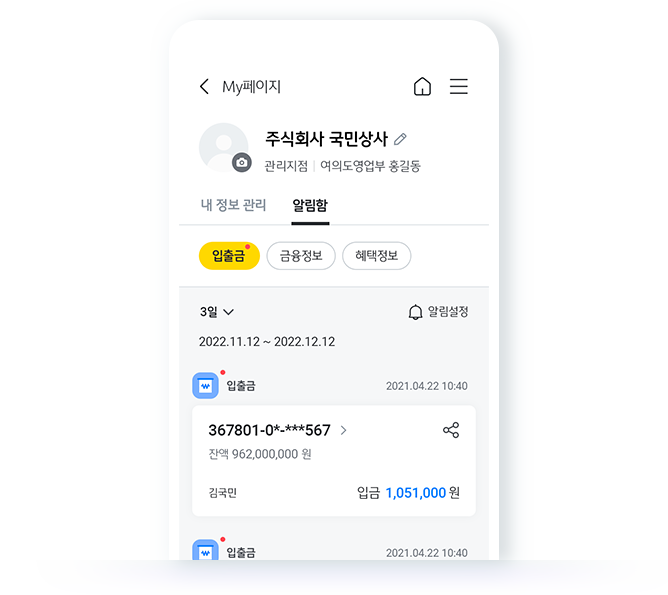 My페이지
주식회사 국민상사
관리지점 | 여의도영업부 홍길동
내 정보 관리 알림함
입출금 금융정보 혜택정보
3일 알림설정
2022.11.12 ~ 2022.12.12
입출금 2021.04.22 10:40
367801-0*-***567
잔액 962,000,000 원
김국민 입금 1,051,000 원
입출금 2021.04.22 10:40